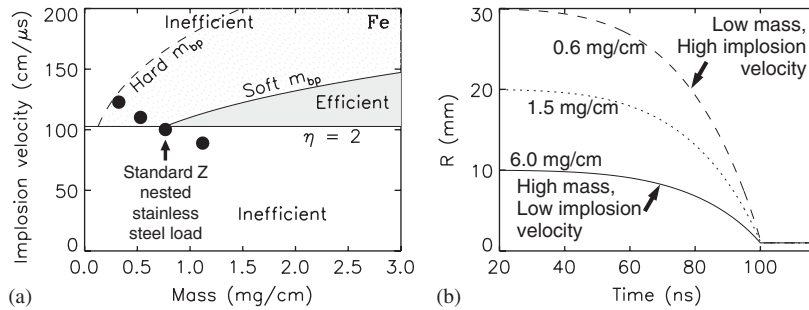 Implosion velocity (cm/μs)
200
150
100
50
0
Inefficient
Fe
Hard m_bp
Soft m_bp
Efficient
η = 2
Standard Z
nested
stainless
steel load
Inefficient
0.0 0.5 1.0 1.5 2.0 2.5 3.0
(a) Mass (mg/cm)
R (mm)
30
20
10
0
Low mass,
High implosion
velocity
0.6 mg/cm
1.5 mg/cm
6.0 mg/cm
High mass,
Low implosion
velocity
20 40 60 80 100
(b) Time (ns)